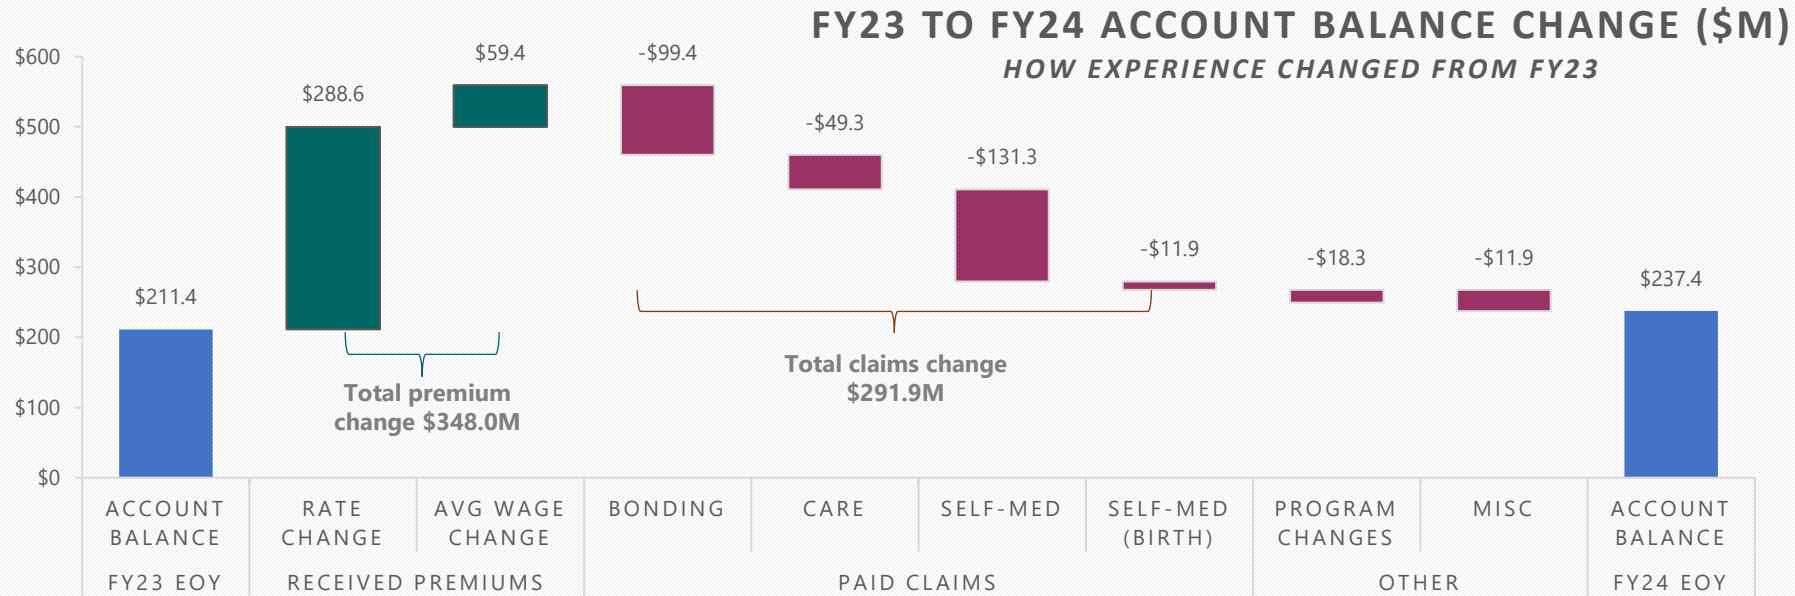 FY23 TO FY24 ACCOUNT BALANCE CHANGE ($M)
HOW EXPERIENCE CHANGED FROM FY23
$600
$500
$400
$300
$200
$100
$0
$211.4
$288.6
$59.4
-$99.4
-$49.3
-$131.3
-$11.9
-$18.3
-$11.9
$237.4
Total premium
change $348.0M
Total claims change
$291.9M
ACCOUNT
BALANCE
RATE
CHANGE
AVG WAGE
CHANGE
BONDING
CARE
SELF-MED
SELF-MED
(BIRTH)
PROGRAM
CHANGES
MISC
ACCOUNT
BALANCE
FY23 EOY
RECEIVED PREMIUMS
PAID CLAIMS
OTHER
FY24 EOY